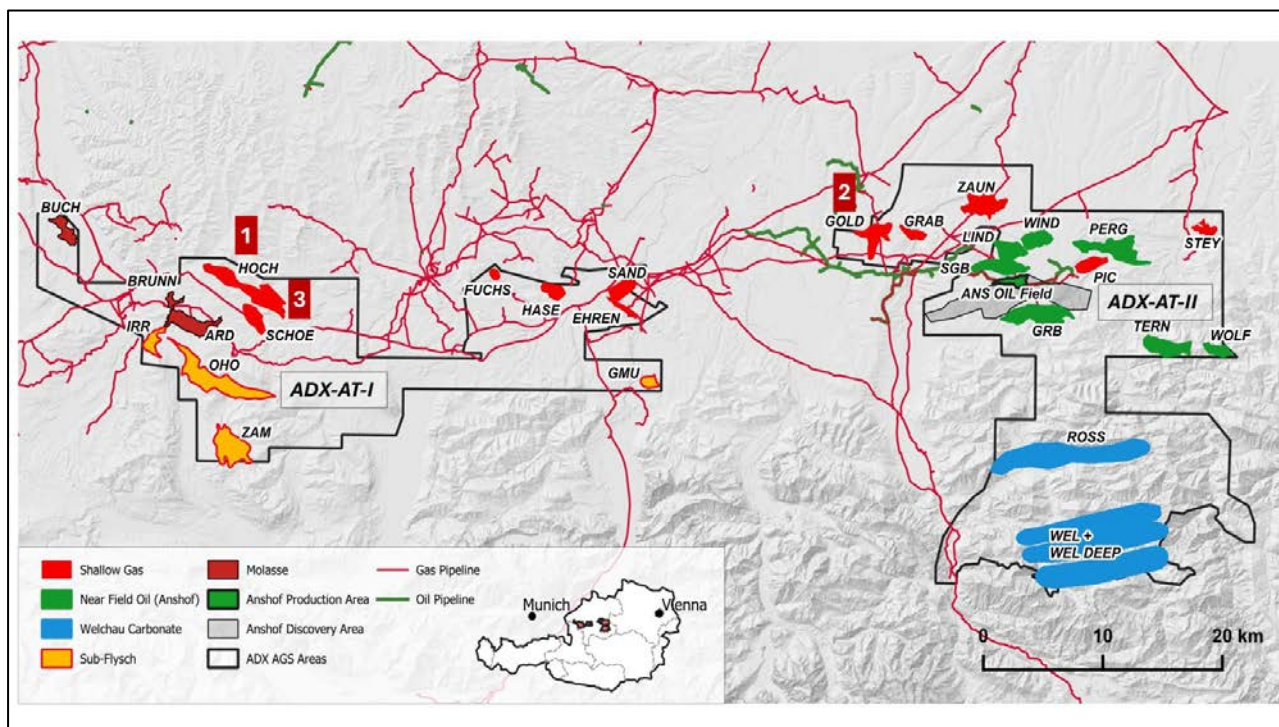 BUCH
1
HOCH
BRUNN
3
IRR
ARD
SCHOE
OHO
ADX-AT-I
ZAM
FUCHS
HASE
SAND
EHREN
GMU
2
GOLD
GRAB
ZAUN
LIND
WIND
PERG
STEY
SGB
PIC
ANS OIL Field
ADX-AT-II
GRB
TERN
WOLF
ROSS
WEL +
WEL DEEP
Shallow Gas
Molasse
Gas Pipeline
Near Field Oil (Anshof)
Anshof Production Area
Oil Pipeline
Welchau Carbonate
Anshof Discovery Area
Sub-Flysch
ADX AGS Areas
Munich
Vienna
0 10 20 km